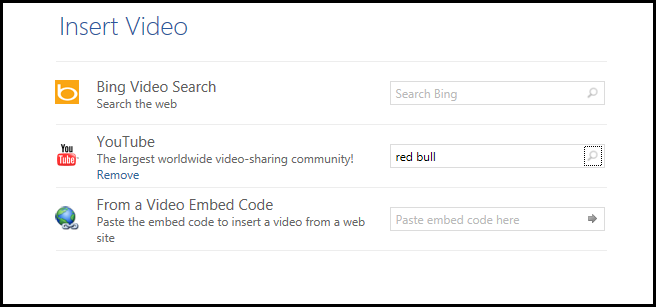 Insert Video
Bing Video Search
Search the web
Search Bing
You
Tube
YouTube
The largest worldwide video-sharing community!
Remove
red bull
From a Video Embed Code
Paste the embed code to insert a video from a web
site
Paste embed code here